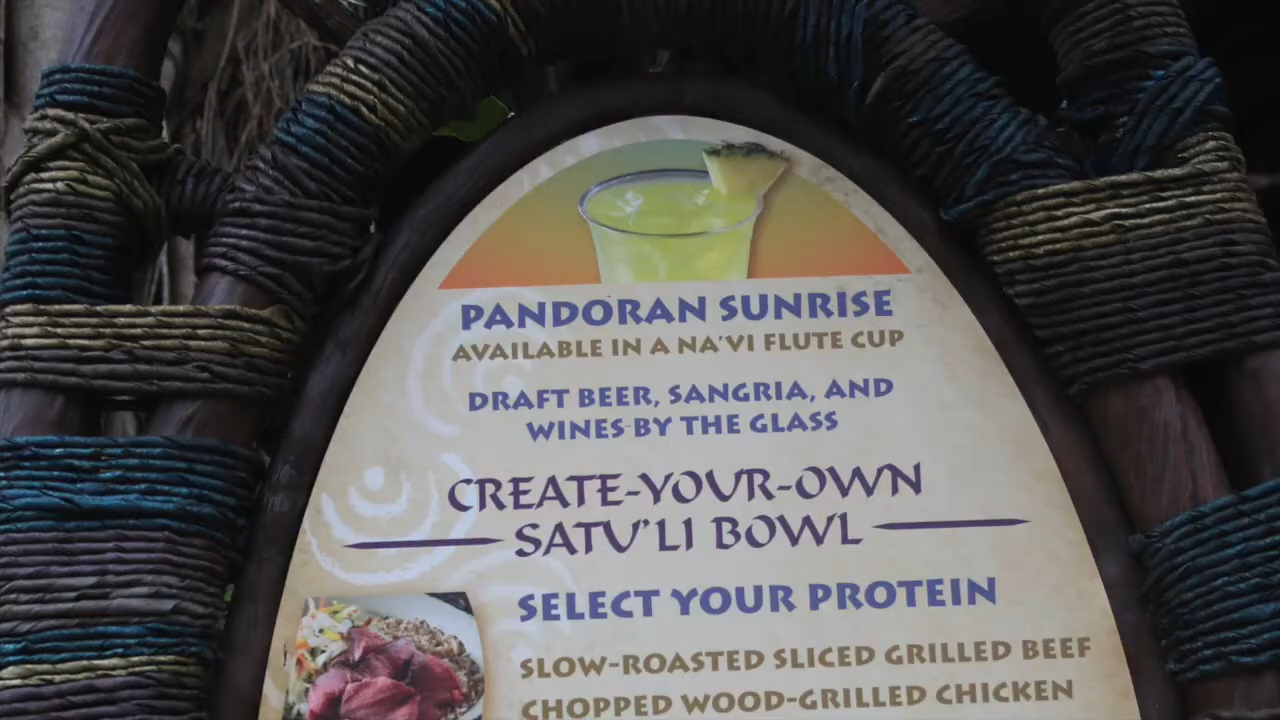 PANDORAN SUNRISE
AVAILABLE IN A NA'VI FLUTE CUP
DRAFT BEER, SANGRIA, AND
WINES BY THE GLASS
CREATE-YOUR-OWN
SATU'LI BOWL
SELECT YOUR PROTEIN
SLOW-ROASTED SLICED GRILLED BEEF
CHOPPED WOOD-GRILLED CHICKEN